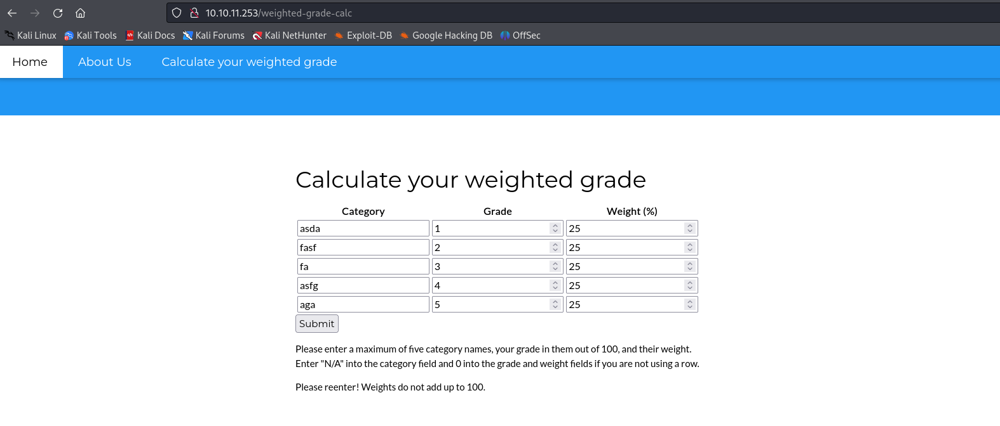 10.10.11.253/weighted-grade-calc
Kali Linux Kali Tools Kali Docs Kali Forums Kali NetHunter Exploit-DB Google Hacking DB OffSec
Home About Us Calculate your weighted grade
Calculate your weighted grade
Category Grade Weight (%)
asda 1 25
fasf 2 25
fa 3 25
asfg 4 25
aga 5 25
Submit
Please enter a maximum of five category names, your grade in them out of 100, and their weight.
Enter "N/A" into the category field and 0 into the grade and weight fields if you are not using a row.
Please reenter! Weights do not add up to 100.